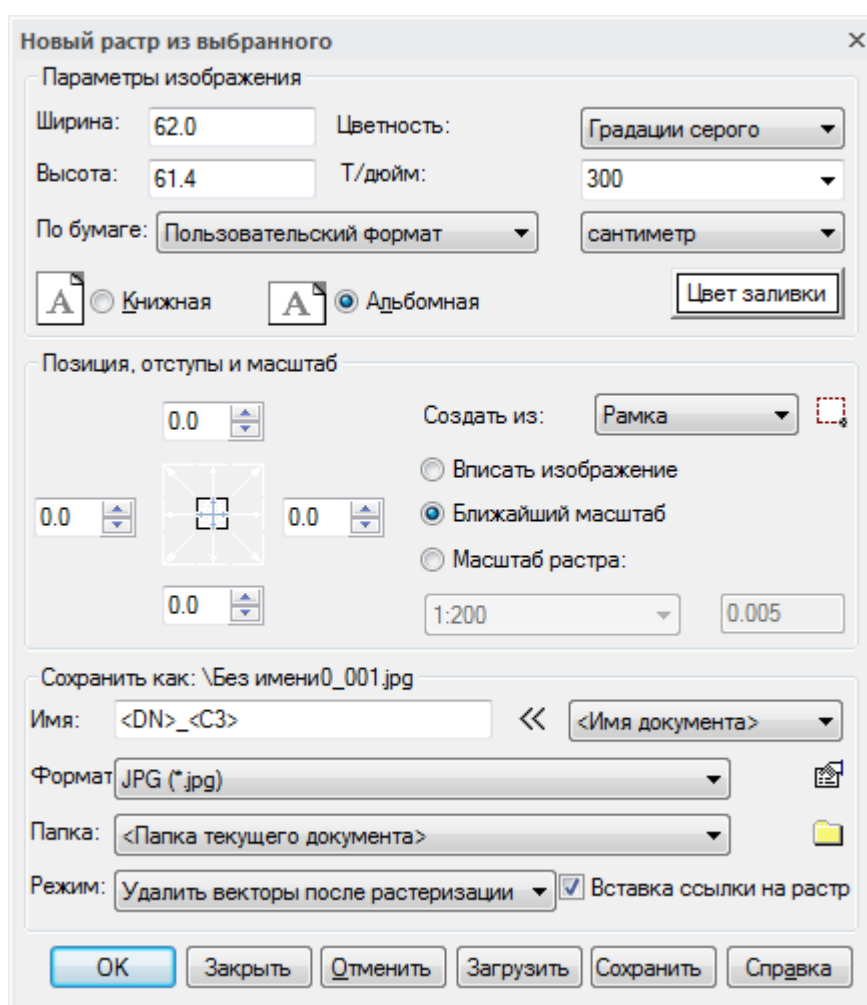 Новый растр из выбранного
Параметры изображения
Ширина: 62.0 Цветность: Градации серого
Высота: 61.4 Т/дюйм: 300
По бумаге: Пользовательский формат сантиметр
A Книжная A Альбомная Цвет заливки
Позиция, отступы и масштаб
0.0 Создать из: Рамка
Вписать изображение
0.0 0.0 Ближайший масштаб
Масштаб растра:
0.0 1:200 0.005
Сохранить как: \Без имени0_001.jpg
Имя: <DN>_<C3> << <Имя документа>
Формат JPG (*.jpg)
Папка: <Папка текущего документа>
Режим: Удалить векторы после растеризации Вставка ссылки на растр
OK Закрыть Отменить Загрузить Сохранить Справка